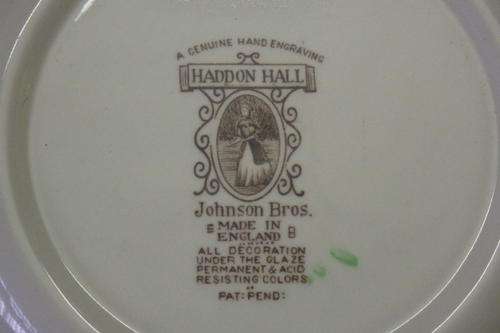 A GENUINE HAND ENGRAVING
HADDON HALL
Johnson Bros.
MADE IN
ENGLAND
ALL DECORATION
UNDER THE GLAZE
PERMANENT & ACID
RESISTING COLORS
PAT: PEND: